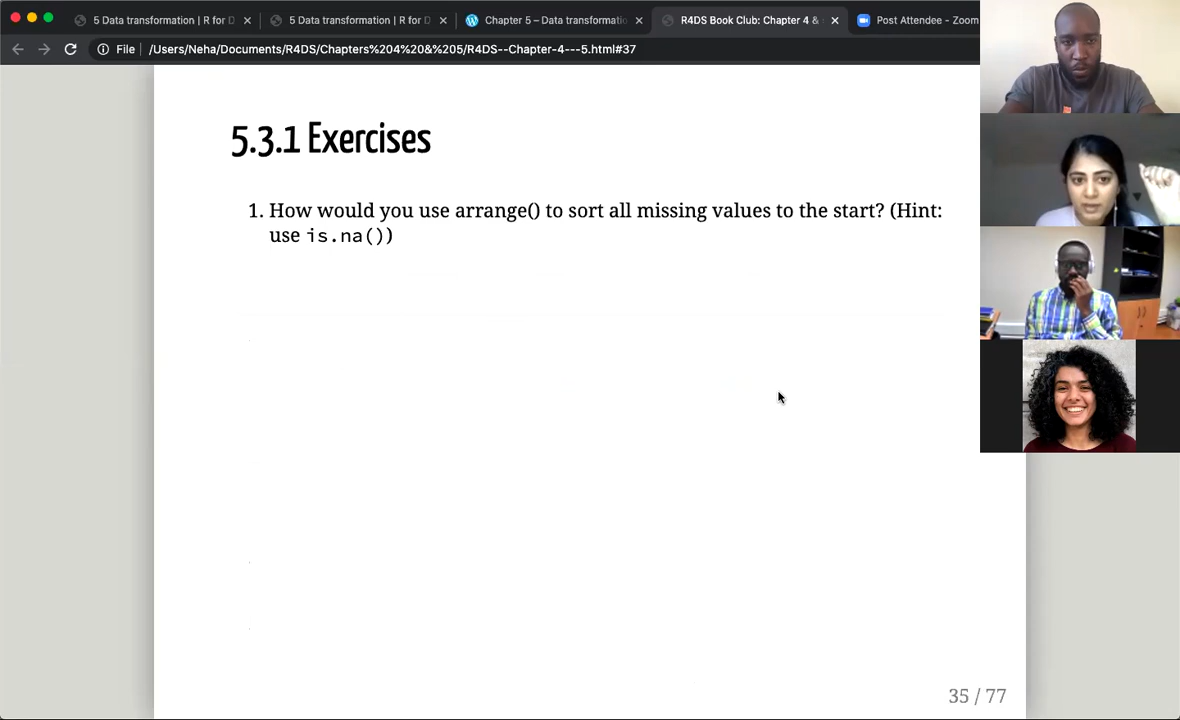 5 Data transformation | R for D
5 Data transformation | R for D
Chapter 5 – Data transformatio
R4DS Book Club: Chapter 4 &
Post Attendee - Zoom
File
/Users/Neha/Documents/R4DS/Chapters%204%20&%205/R4DS--Chapter-4---5.html#37
5.3.1 Exercises
1. How would you use arrange() to sort all missing values to the start? (Hint:
use is.na())
35 / 77